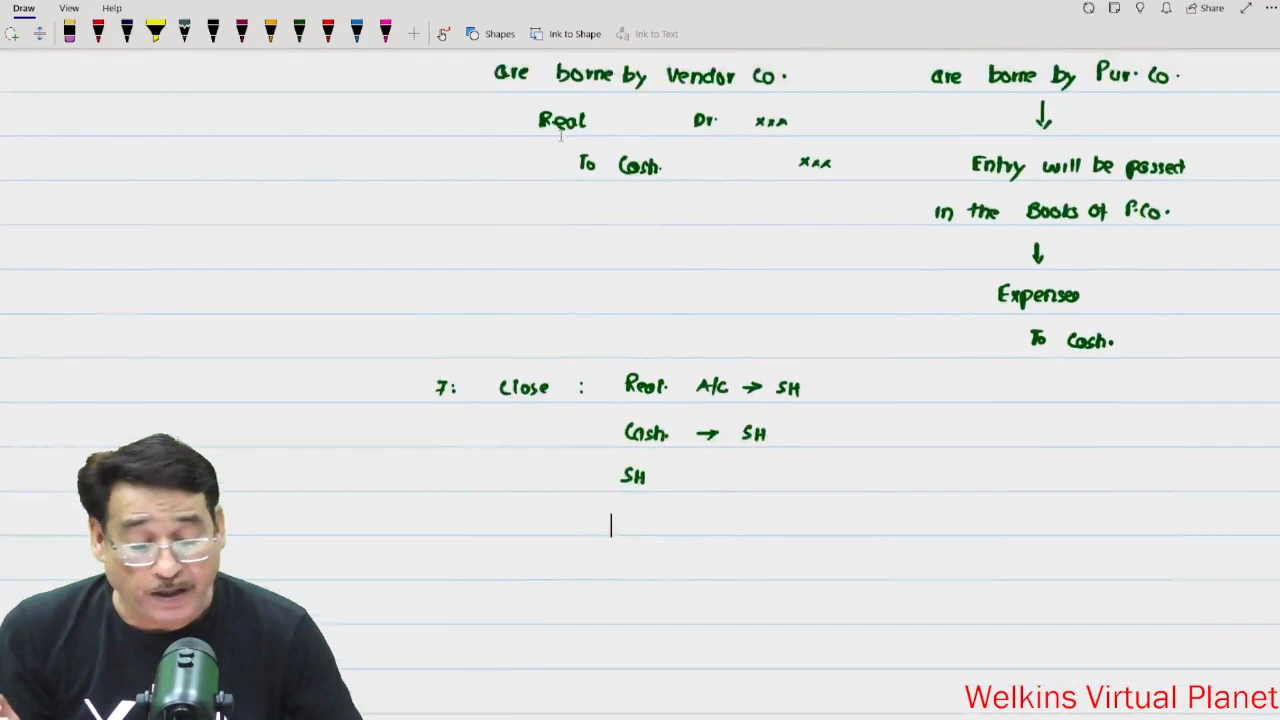 Draw View Help
Share
Shapes Ink to Shape Ink to Text
are borne by Vendor Co.
Real Dr. xxx
To Cash. xxx
are borne by Pur. Co.
Entry will be passed
in the Books of P.Co.
Expenses
To Cash.
7: Close : Real. A/C → SH
Cash. → SH
SH
Welkins Virtual Planet